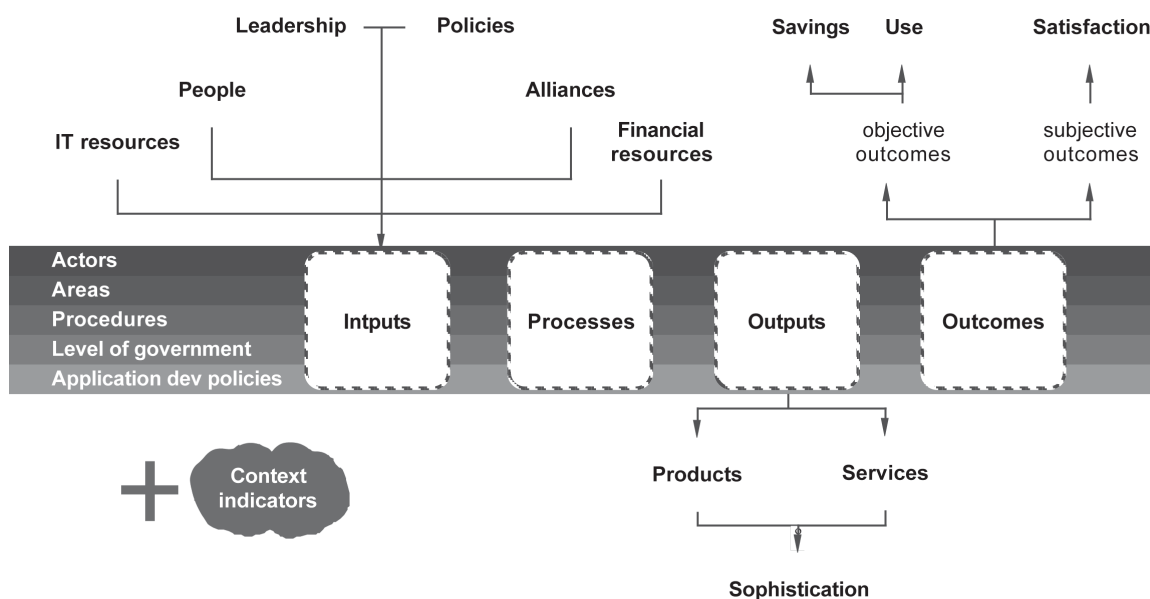 Leadership
Policies
Savings
Use
Satisfaction
People
Alliances
IT resources
Financial
resources
objective
outcomes
subjective
outcomes
Actors
Areas
Procedures
Level of government
Application dev policies
Intputs
Processes
Outputs
Outcomes
Context
indicators
Products
Services
Sophistication